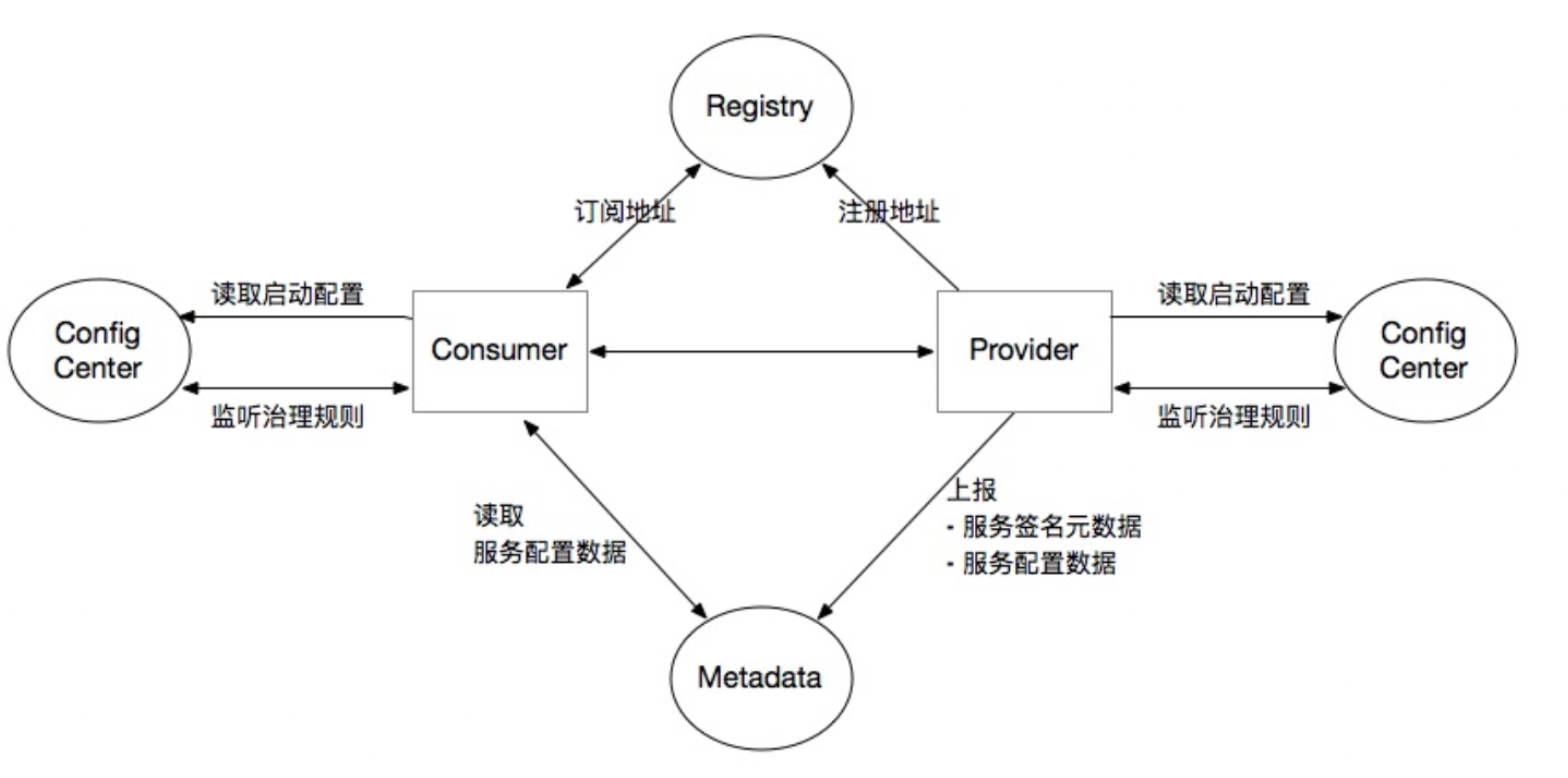 Registry
订阅地址
注册地址
读取启动配置
读取启动配置
Config
Center
Consumer
Provider
Config
Center
监听治理规则
监听治理规则
读取
服务配置数据
上报
- 服务签名元数据
- 服务配置数据
Metadata